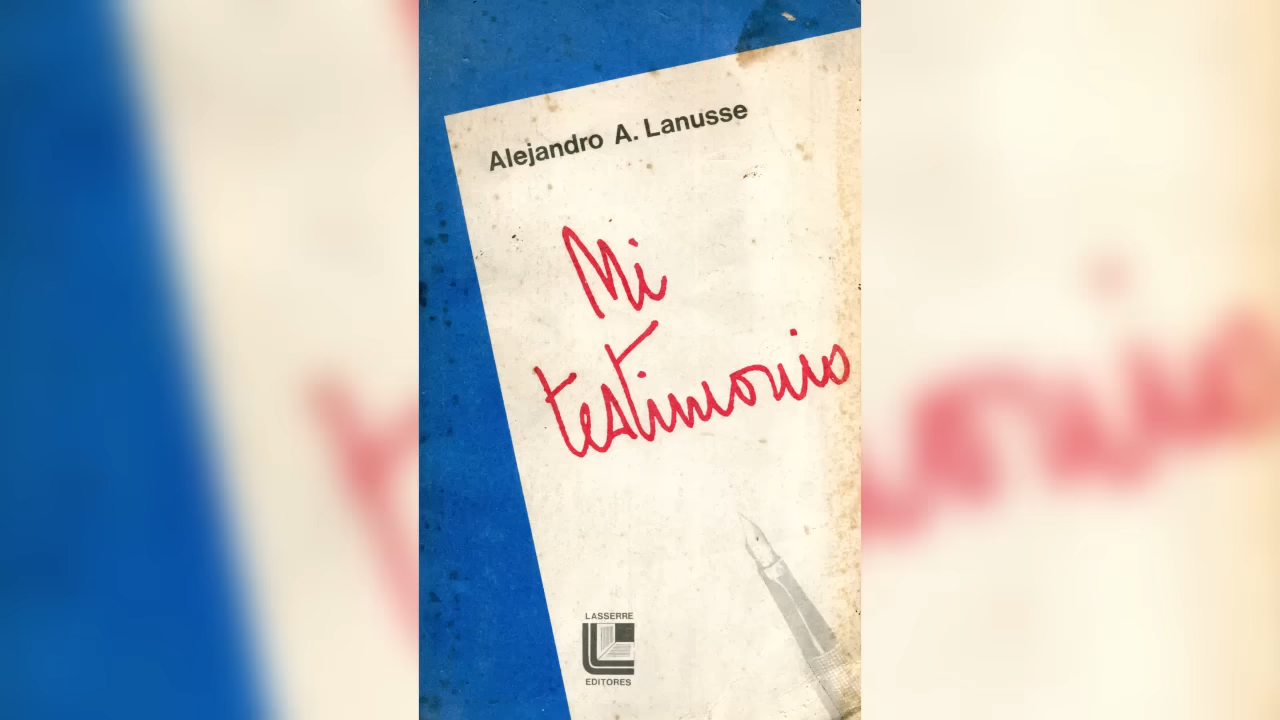 Alejandro A. Lanusse
Mi
testimonio
LASSERRE
EDITORES